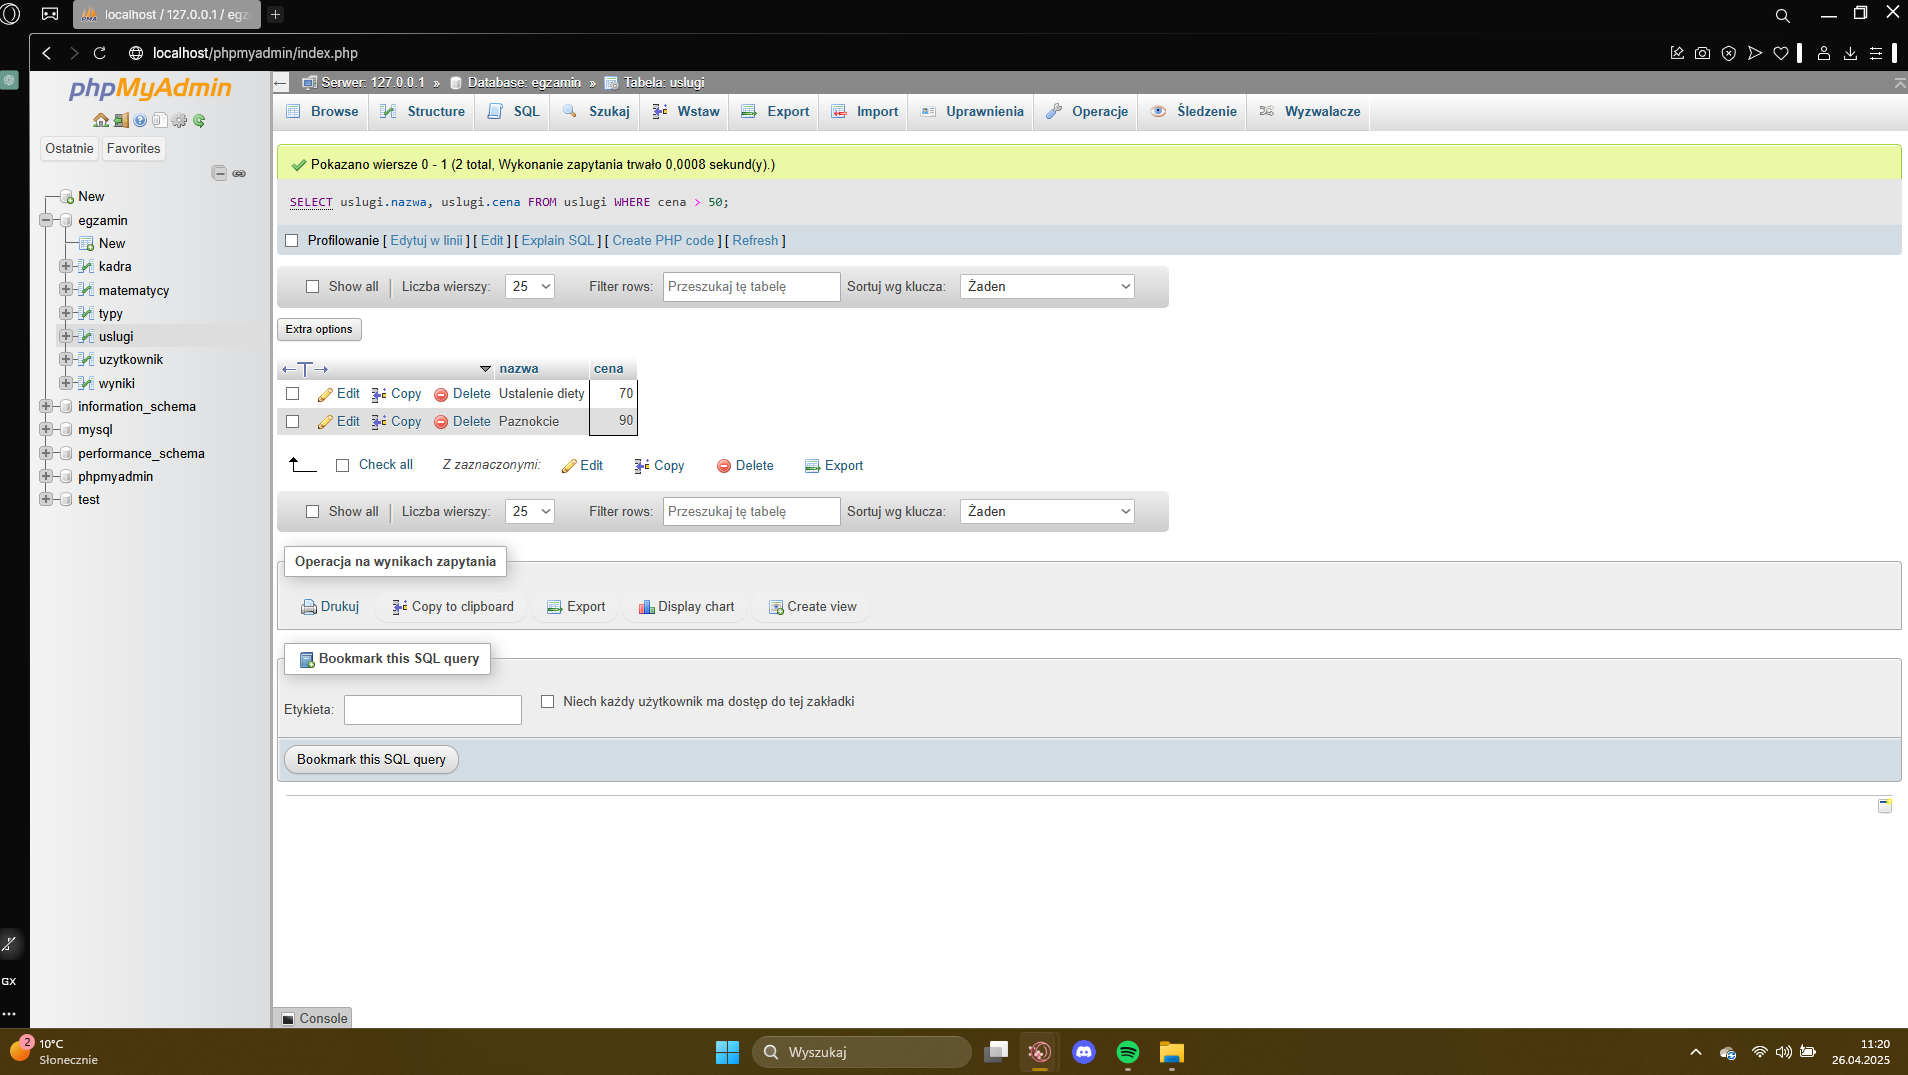 localhost / 127.0.0.1 / egz
localhost/phpmyadmin/index.php
phpMyAdmin
Ostatnie
Favorites
New
egzamin
New
kadra
matematycy
typy
uslugi
uzytkownik
wyniki
information_schema
mysql
performance_schema
phpmyadmin
test
Serwer: 127.0.0.1 » Database: egzamin » Tabela: uslugi
Browse Structure SQL Szukaj Wstaw Export Import Uprawnienia Operacje Śledzenie Wyzwalacze
Pokazano wiersze 0 - 1 (2 total, Wykonanie zapytania trwało 0,0008 sekund(y).)
SELECT uslugi.nazwa, uslugi.cena FROM uslugi WHERE cena > 50;
Profilowanie [ Edytuj w linii ] [ Edit ] [ Explain SQL ] [ Create PHP code ] [ Refresh ]
Show all Liczba wierszy: 25 Filter rows: Przeszukaj tę tabelę Sortuj wg klucza: Żaden
Extra options
←T→ nazwa cena
Edit Copy Delete Ustalenie diety 70
Edit Copy Delete Paznokcie 90
Check all Z zaznaczonymi: Edit Copy Delete Export
Show all Liczba wierszy: 25 Filter rows: Przeszukaj tę tabelę Sortuj wg klucza: Żaden
Operacja na wynikach zapytania
Drukuj Copy to clipboard Export Display chart Create view
Bookmark this SQL query
Etykieta: Niech każdy użytkownik ma dostęp do tej zakładki
Bookmark this SQL query
GX
Console
2
10°C
Słonecznie
Wyszukaj
11:20
26.04.2025